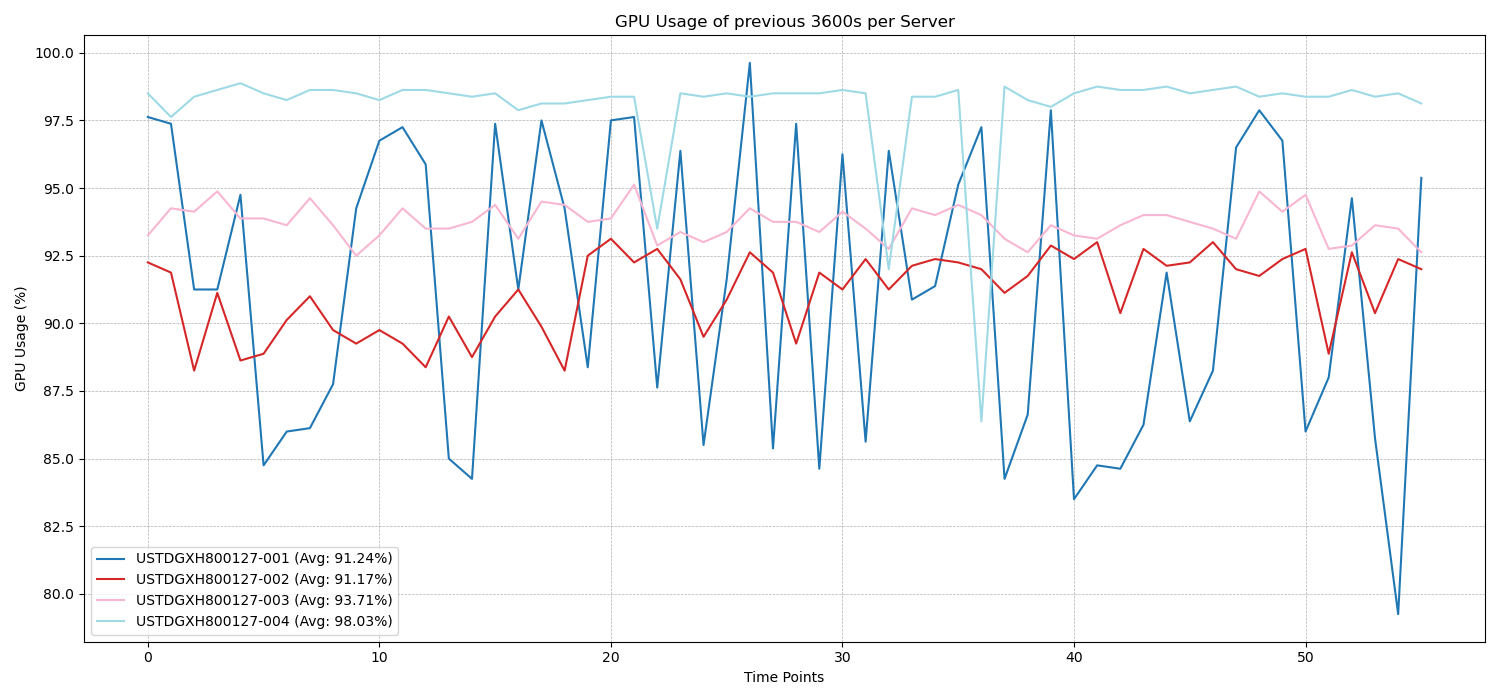 GPU Usage of previous 3600s per Server
GPU Usage (%)
100.0
97.5
95.0
92.5
90.0
87.5
85.0
82.5
80.0
USTDGXH800127-001 (Avg: 91.24%)
USTDGXH800127-002 (Avg: 91.17%)
USTDGXH800127-003 (Avg: 93.71%)
USTDGXH800127-004 (Avg: 98.03%)
0 10 20 30 40 50
Time Points